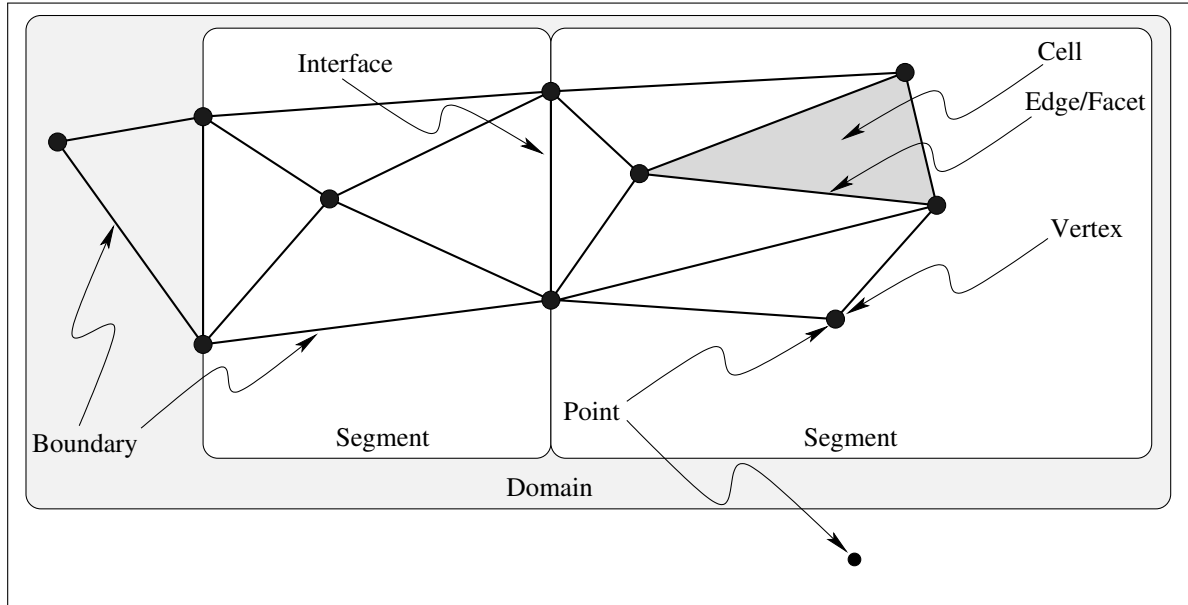 Cell
Interface
Edge/Facet
Vertex
Point
Boundary
Segment
Segment
Domain